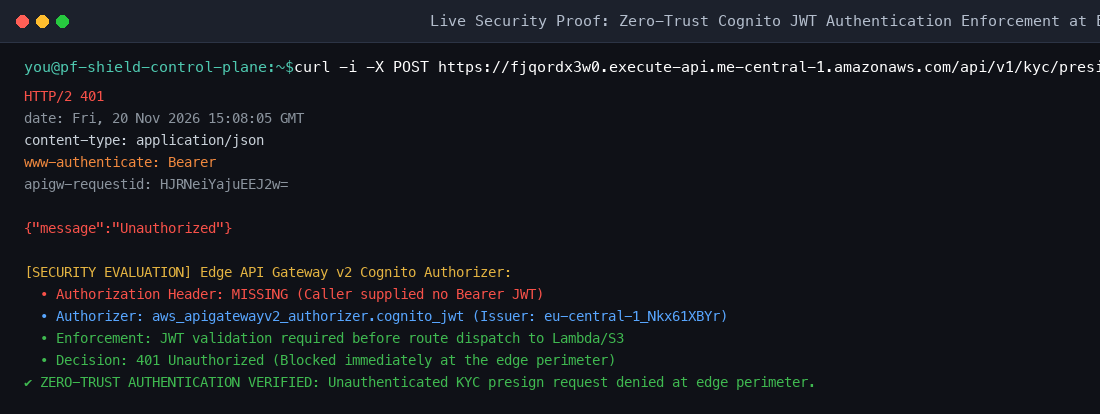 Live Security Proof: Zero-Trust Cognito JWT Authentication Enforcement at
you@pf-shield-control-plane:~$curl -i -X POST https://fjqordx3w0.execute-api.me-central-1.amazonaws.com/api/v1/kyc/presi
HTTP/2 401
date: Fri, 20 Nov 2026 15:08:05 GMT
content-type: application/json
www-authenticate: Bearer
apigw-requestid: HJRNeiYajuEEJ2w=
{"message":"Unauthorized"}
[SECURITY EVALUATION] Edge API Gateway v2 Cognito Authorizer:
• Authorization Header: MISSING (Caller supplied no Bearer JWT)
• Authorizer: aws_apigatewayv2_authorizer.cognito_jwt (Issuer: eu-central-1_Nkx61XBYr)
• Enforcement: JWT validation required before route dispatch to Lambda/S3
• Decision: 401 Unauthorized (Blocked immediately at the edge perimeter)
✔ ZERO-TRUST AUTHENTICATION VERIFIED: Unauthenticated KYC presign request denied at edge perimeter.